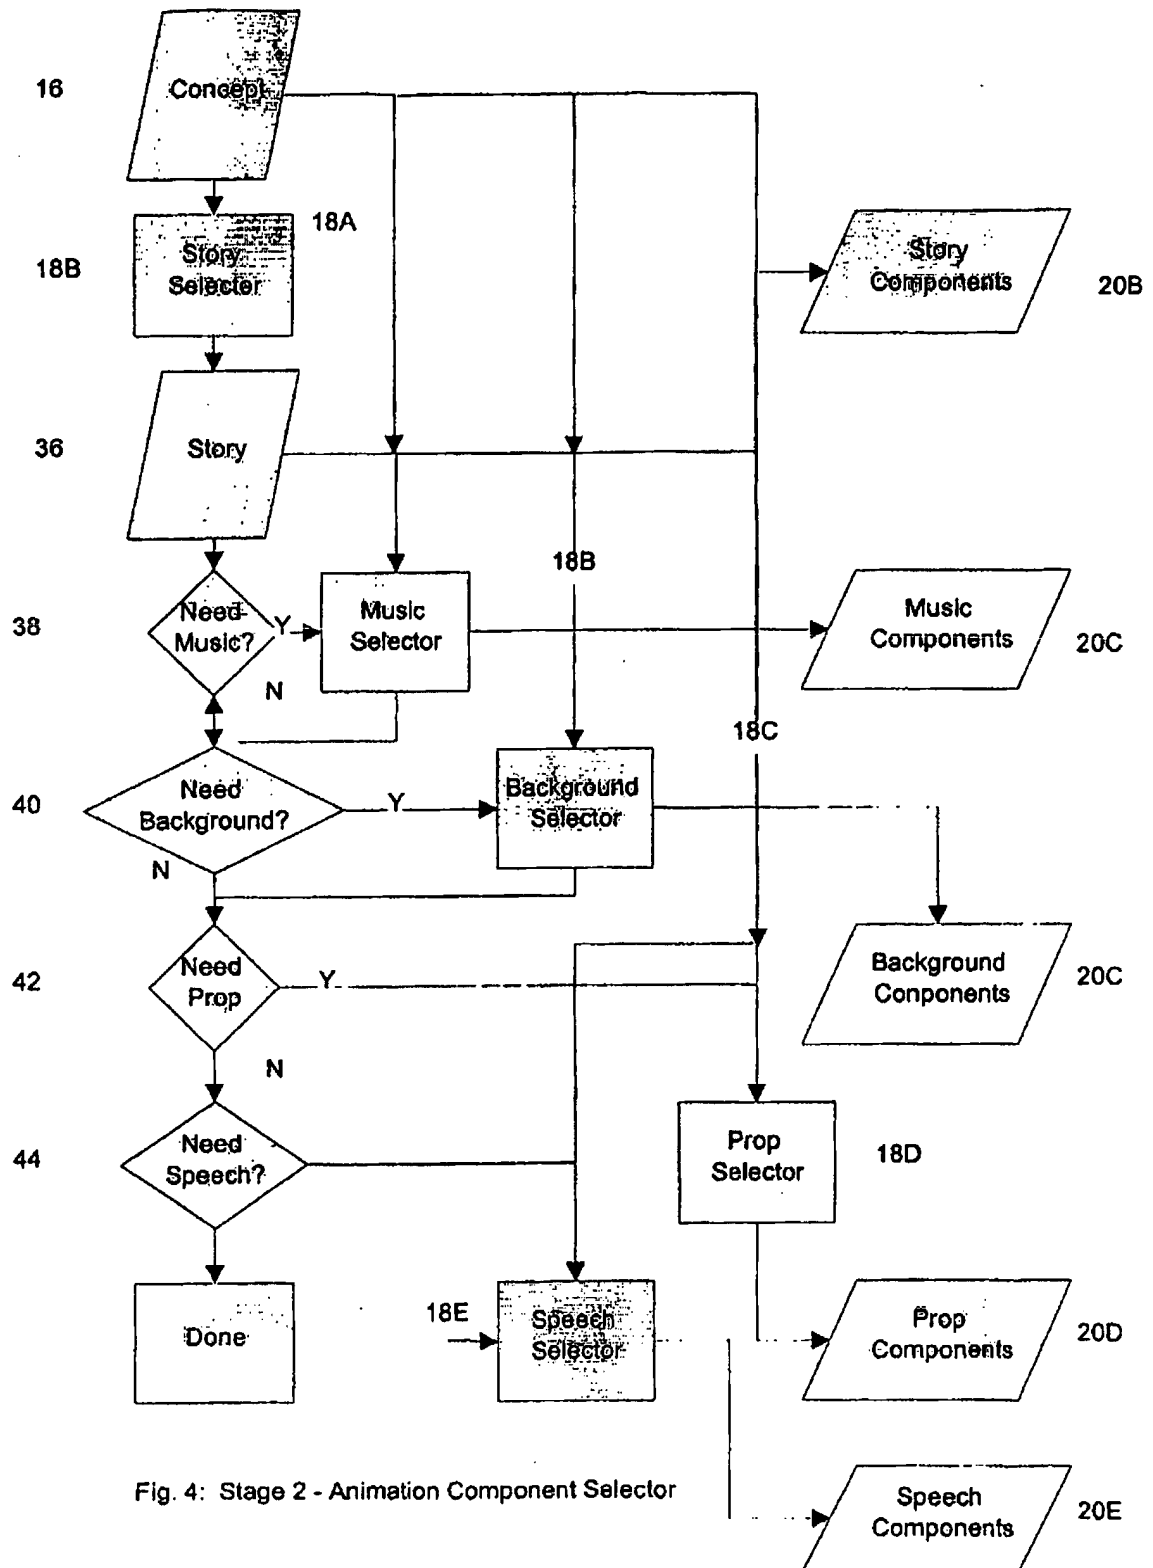 16
Concept
18A
18B
Story
Selector
Story
Components
20B
36
Story
18B
38
Need
Music?
Y
Music
Selector
Music
Components
20C
N
18C
40
Need
Background?
Y
Background
Selector
N
42
Need
Prop
Y
Background
Conponents
20C
N
44
Need
Speech?
Prop
Selector
18D
Done
18E
Speech
Selector
Prop
Components
20D
Fig. 4: Stage 2 - Animation Component Selector
Speech
Components
20E